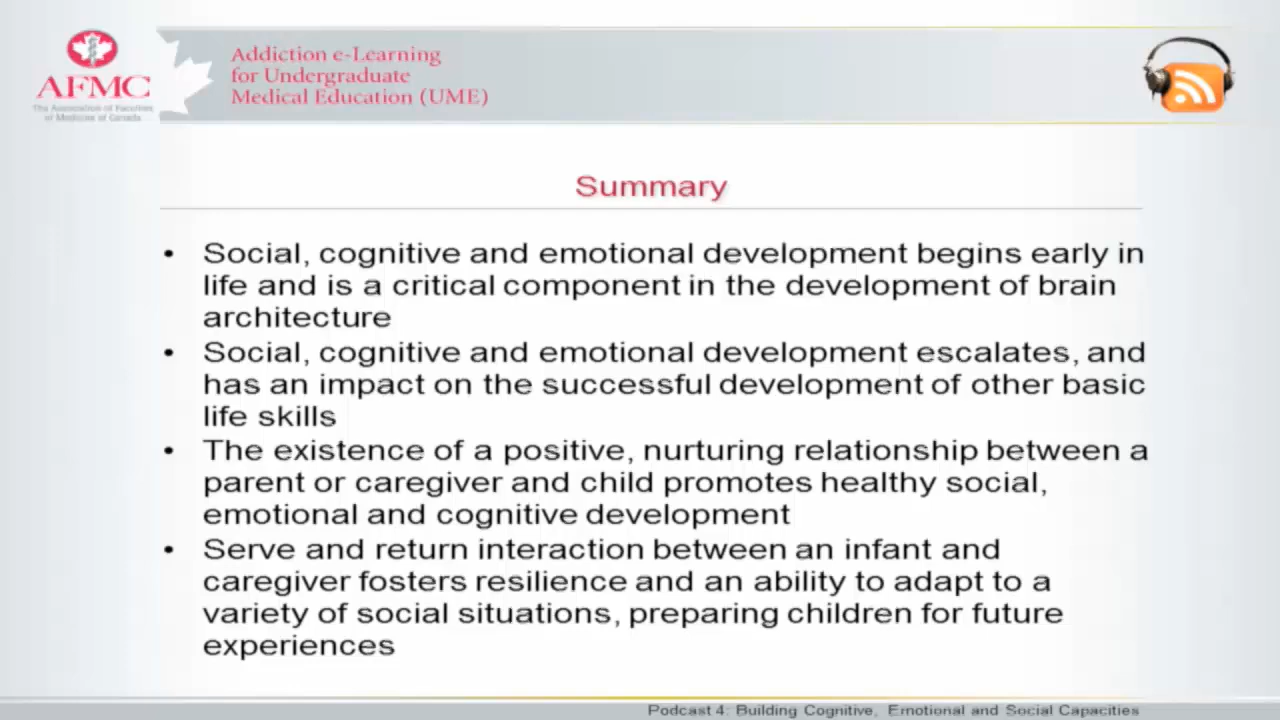 AFMC
The Association of Faculties
of Medicine of Canada
Addiction e-Learning
for Undergraduate
Medical Education (UME)
Summary
• Social, cognitive and emotional development begins early in
life and is a critical component in the development of brain
architecture
• Social, cognitive and emotional development escalates, and
has an impact on the successful development of other basic
life skills
• The existence of a positive, nurturing relationship between a
parent or caregiver and child promotes healthy social,
emotional and cognitive development
• Serve and return interaction between an infant and
caregiver fosters resilience and an ability to adapt to a
variety of social situations, preparing children for future
experiences
Podcast 4: Building Cognitive, Emotional and Social Capacities